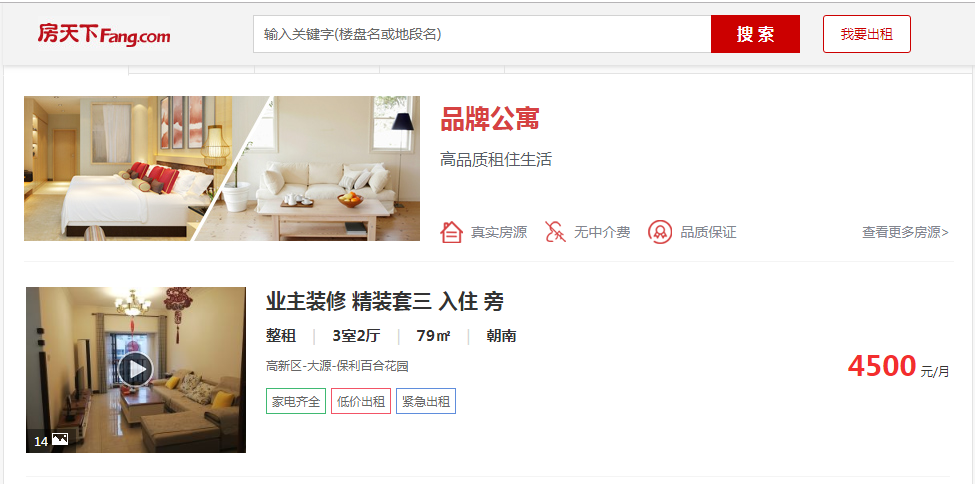 房天下Fang.com
输入关键字(楼盘名或地段名)
搜 索
我要出租
品牌公寓
高品质租住生活
真实房源 无中介费 品质保证 查看更多房源>
业主装修 精装套三 入住 旁
整租 | 3室2厅 | 79㎡ | 朝南
高新区-大源-保利百合花园
4500 元/月
家电齐全 低价出租 紧急出租
14